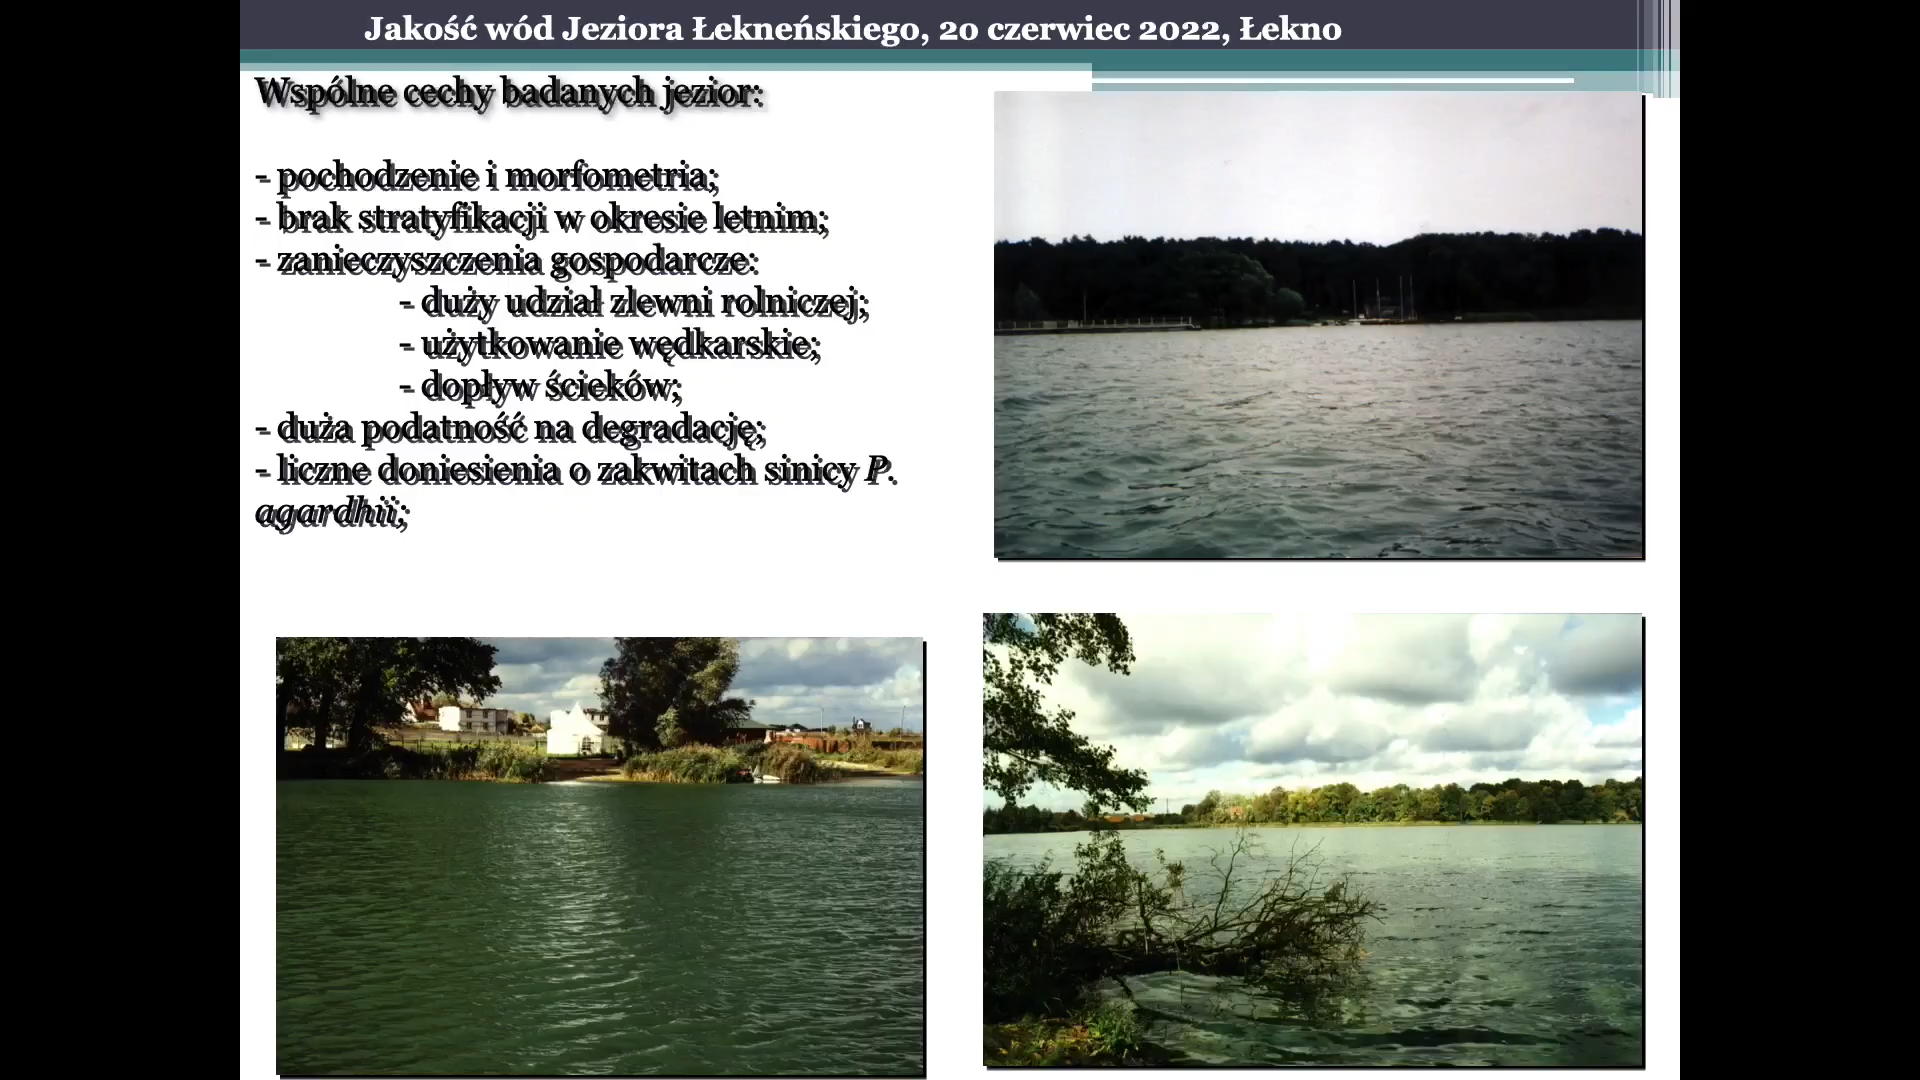 Jakość wód Jeziora Łekneńskiego, 20 czerwiec 2022, Łekno
Wspólne cechy badanych jezior:
- pochodzenie i morfometria;
- brak stratyfikacji w okresie letnim;
- zanieczyszczenia gospodarcze:
- duży udział zlewni rolniczej;
- użytkowanie wędkarskie;
- dopływ ścieków;
- duża podatność na degradację;
- liczne doniesienia o zakwitach sinicy P.
agardhii;